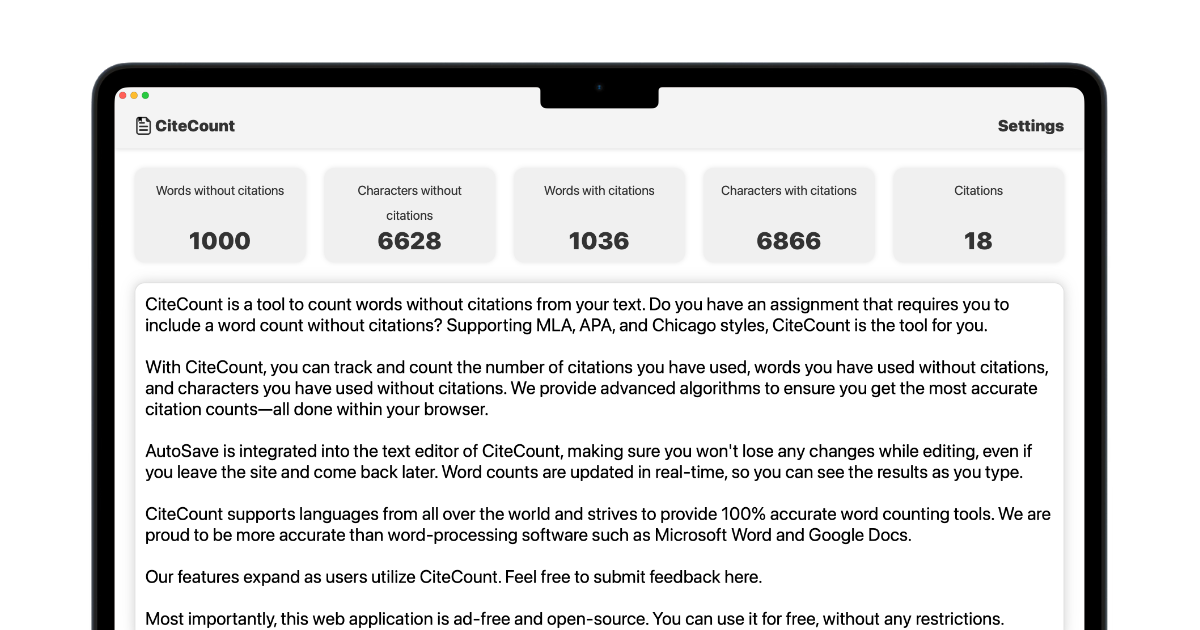 CiteCount
Settings
Words without citations
1000
Characters without
citations
6628
Words with citations
1036
Characters with citations
6866
Citations
18
CiteCount is a tool to count words without citations from your text. Do you have an assignment that requires you to
include a word count without citations? Supporting MLA, APA, and Chicago styles, CiteCount is the tool for you.
With CiteCount, you can track and count the number of citations you have used, words you have used without citations,
and characters you have used without citations. We provide advanced algorithms to ensure you get the most accurate
citation counts—all done within your browser.
AutoSave is integrated into the text editor of CiteCount, making sure you won't lose any changes while editing, even if
you leave the site and come back later. Word counts are updated in real-time, so you can see the results as you type.
CiteCount supports languages from all over the world and strives to provide 100% accurate word counting tools. We are
proud to be more accurate than word-processing software such as Microsoft Word and Google Docs.
Our features expand as users utilize CiteCount. Feel free to submit feedback here.
Most importantly, this web application is ad-free and open-source. You can use it for free, without any restrictions.